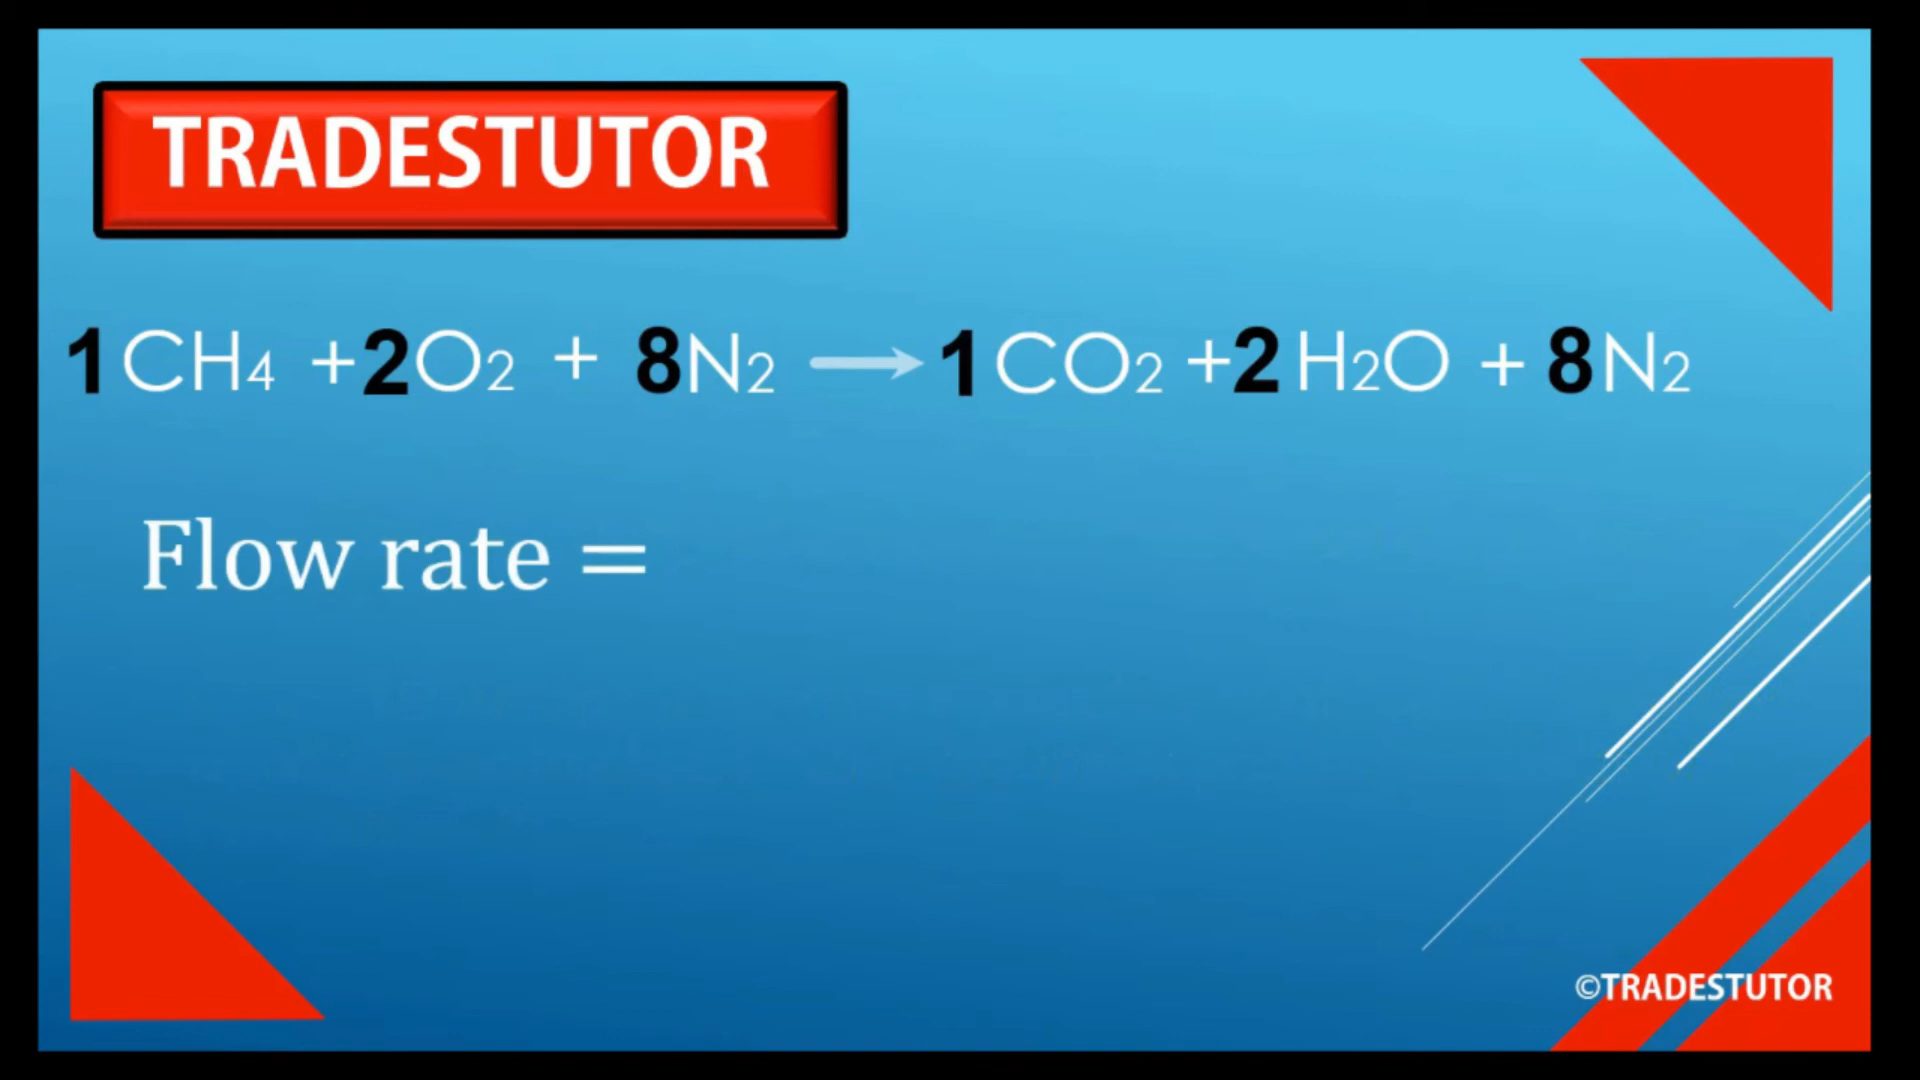 TRADESTUTOR
1CH4 +2O2 + 8N2 → 1CO2 +2H2O + 8N2
Flow rate =
©TRADESTUTOR